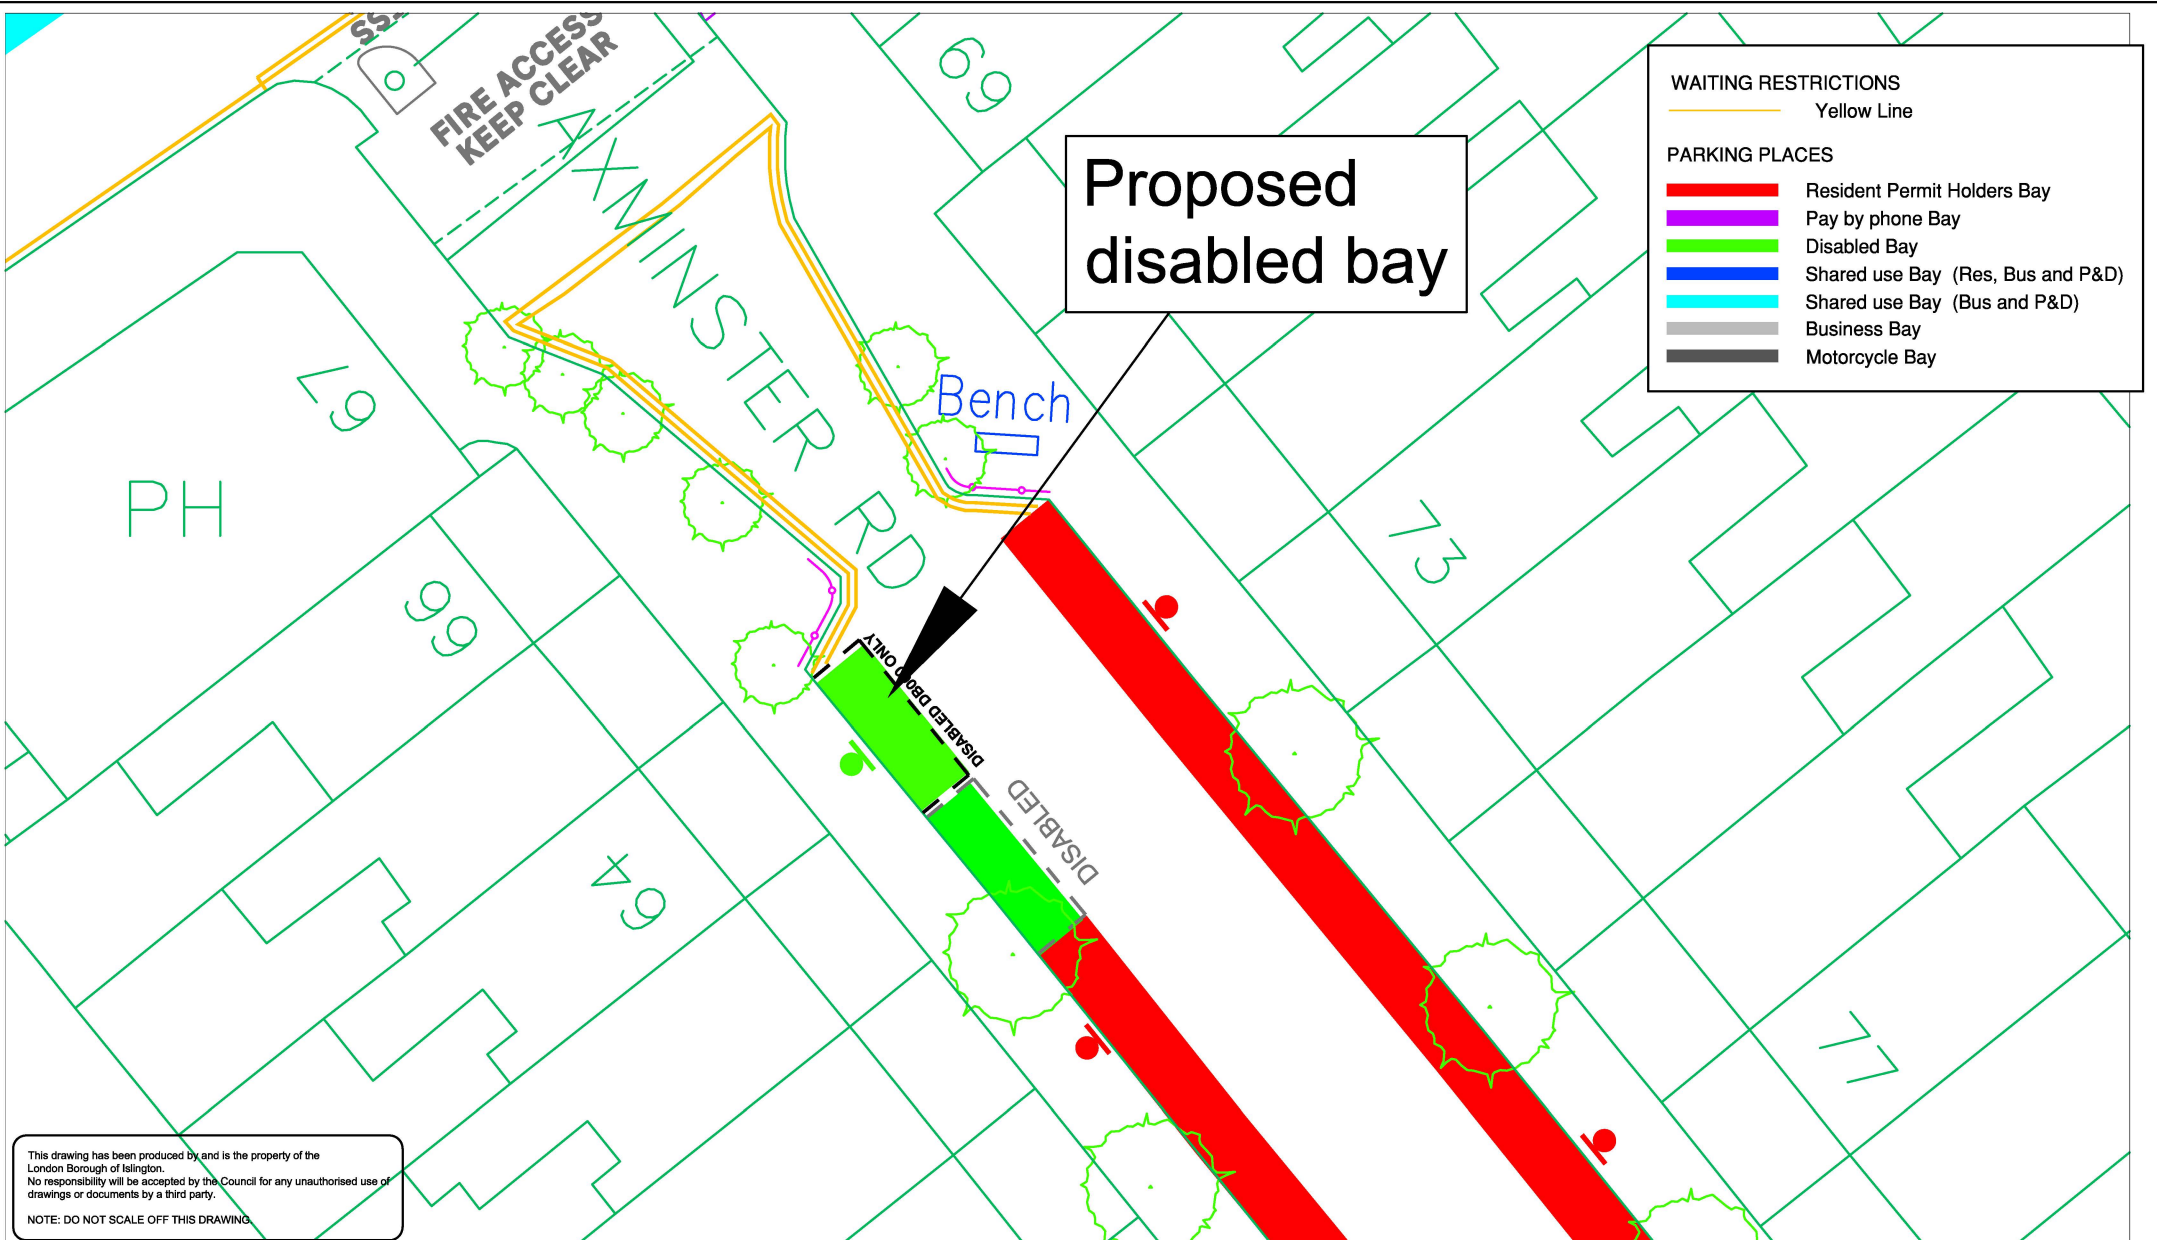 FIRE ACCESS
KEEP CLEAR
AXMINSTER RD
69
67
PH
66
64
73
77
Bench
Proposed
disabled bay
DISABLED
DISABLED
ONLY
WAITING RESTRICTIONS
Yellow Line
PARKING PLACES
Resident Permit Holders Bay
Pay by phone Bay
Disabled Bay
Shared use Bay (Res, Bus and P&D)
Shared use Bay (Bus and P&D)
Business Bay
Motorcycle Bay
This drawing has been produced by and is the property of the
London Borough of Islington.
No responsibility will be accepted by the Council for any unauthorised use of
drawings or documents by a third party.
NOTE: DO NOT SCALE OFF THIS DRAWING.